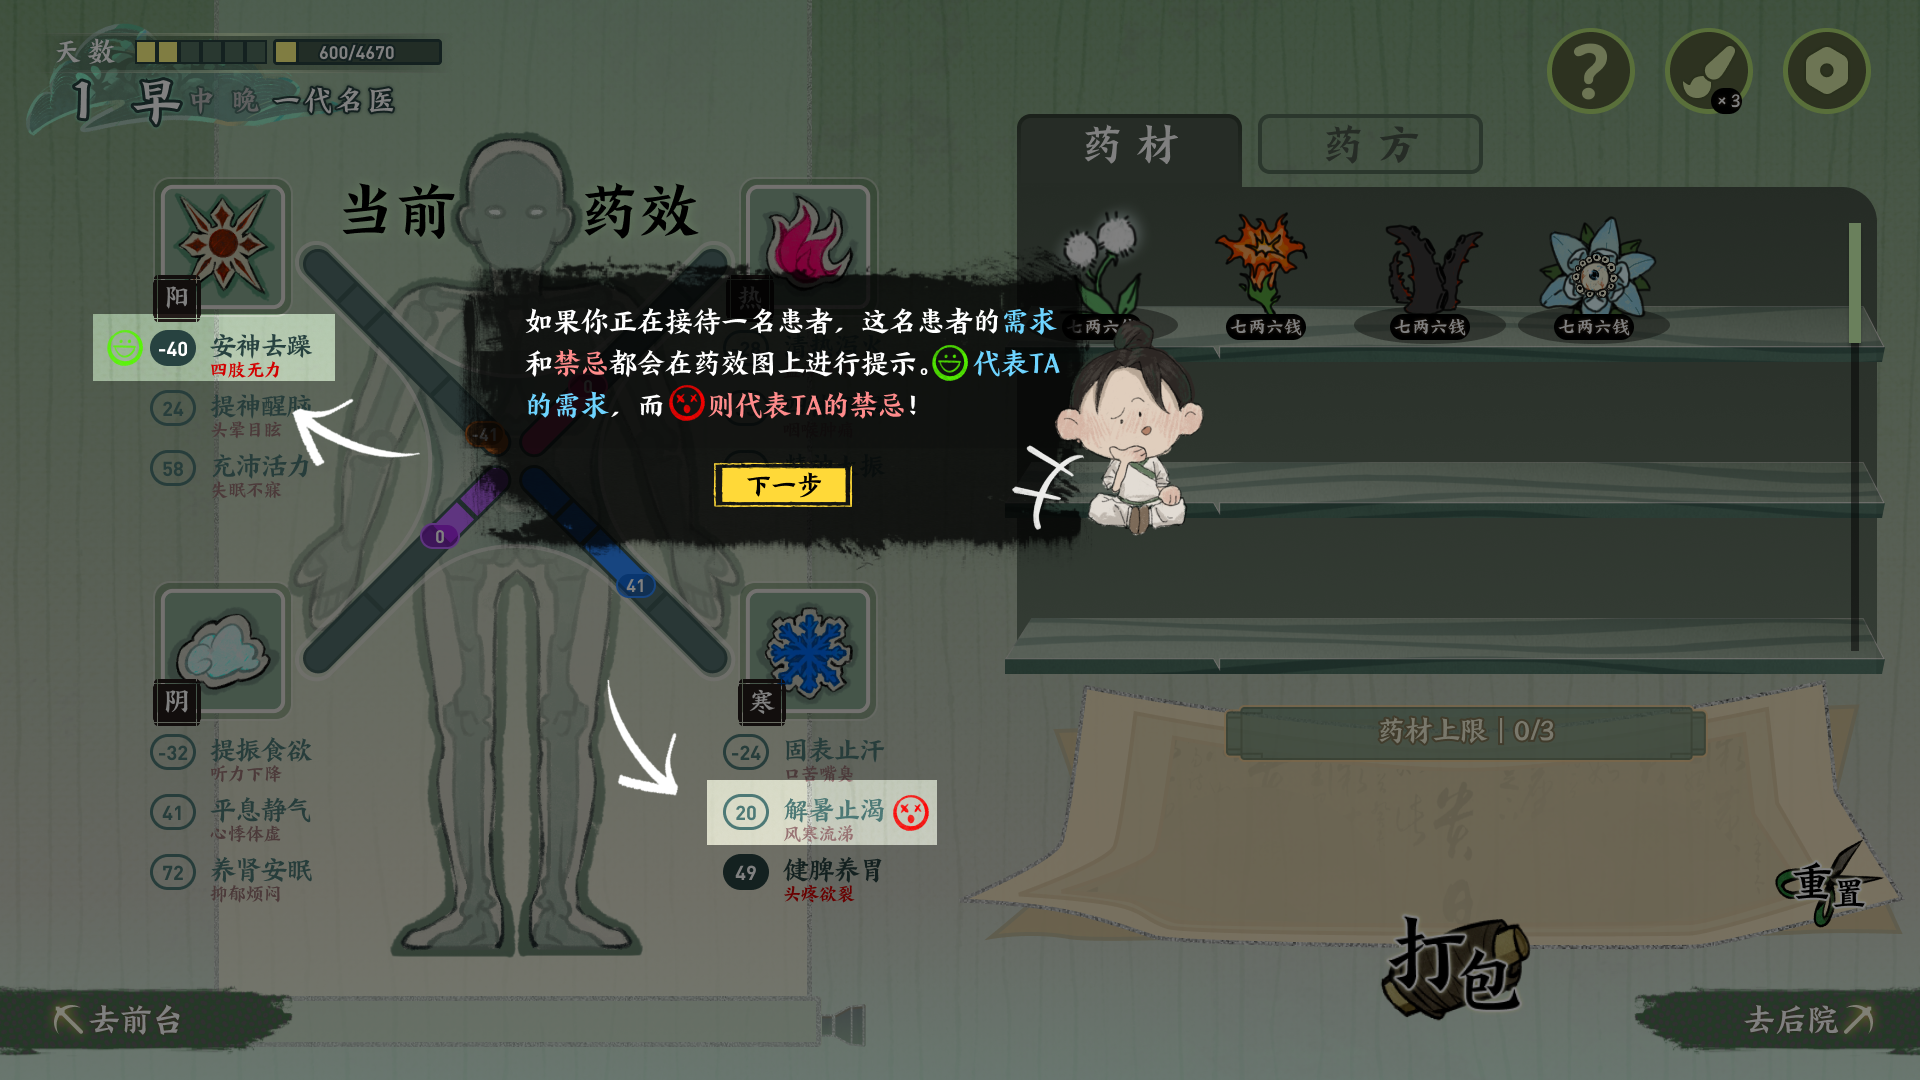 天数
600/4670
1 早 中 晚 一代名医
× 3
药材
药方
当前 药效
阳
热
-40 安神去躁
四肢无力
24 提神醒脑
头晕目眩
58 充沛活力
失眠不寐
如果你正在接待一名患者，这名患者的需求
和禁忌都会在药效图上进行提示。代表TA
的需求，而则代表TA的禁忌！
下一步
-41
0
0
41
七两六钱
七两六钱
七两六钱
七两六钱
阴
寒
-32 提振食欲
听力下降
41 平息静气
心悸体虚
72 养肾安眠
抑郁烦闷
-24 固表止汗
口苦嘴臭
20 解暑止渴
风寒流涕
49 健脾养胃
头疼欲裂
药材上限｜0/3
重置
打包
去前台
去后院